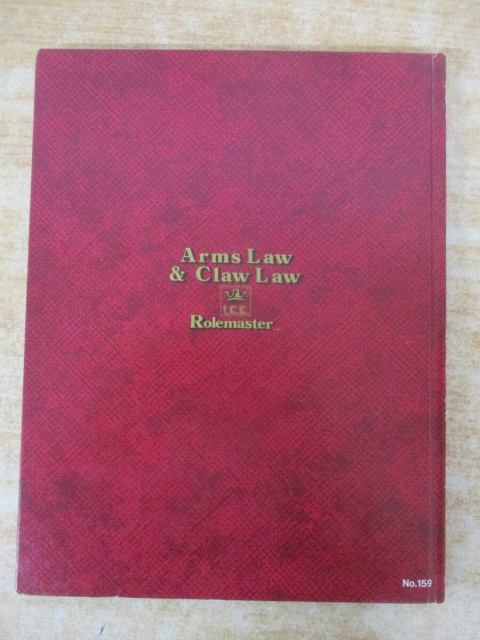 Arms Law
& Claw Law
I.C.E.
Rolemaster
No.159